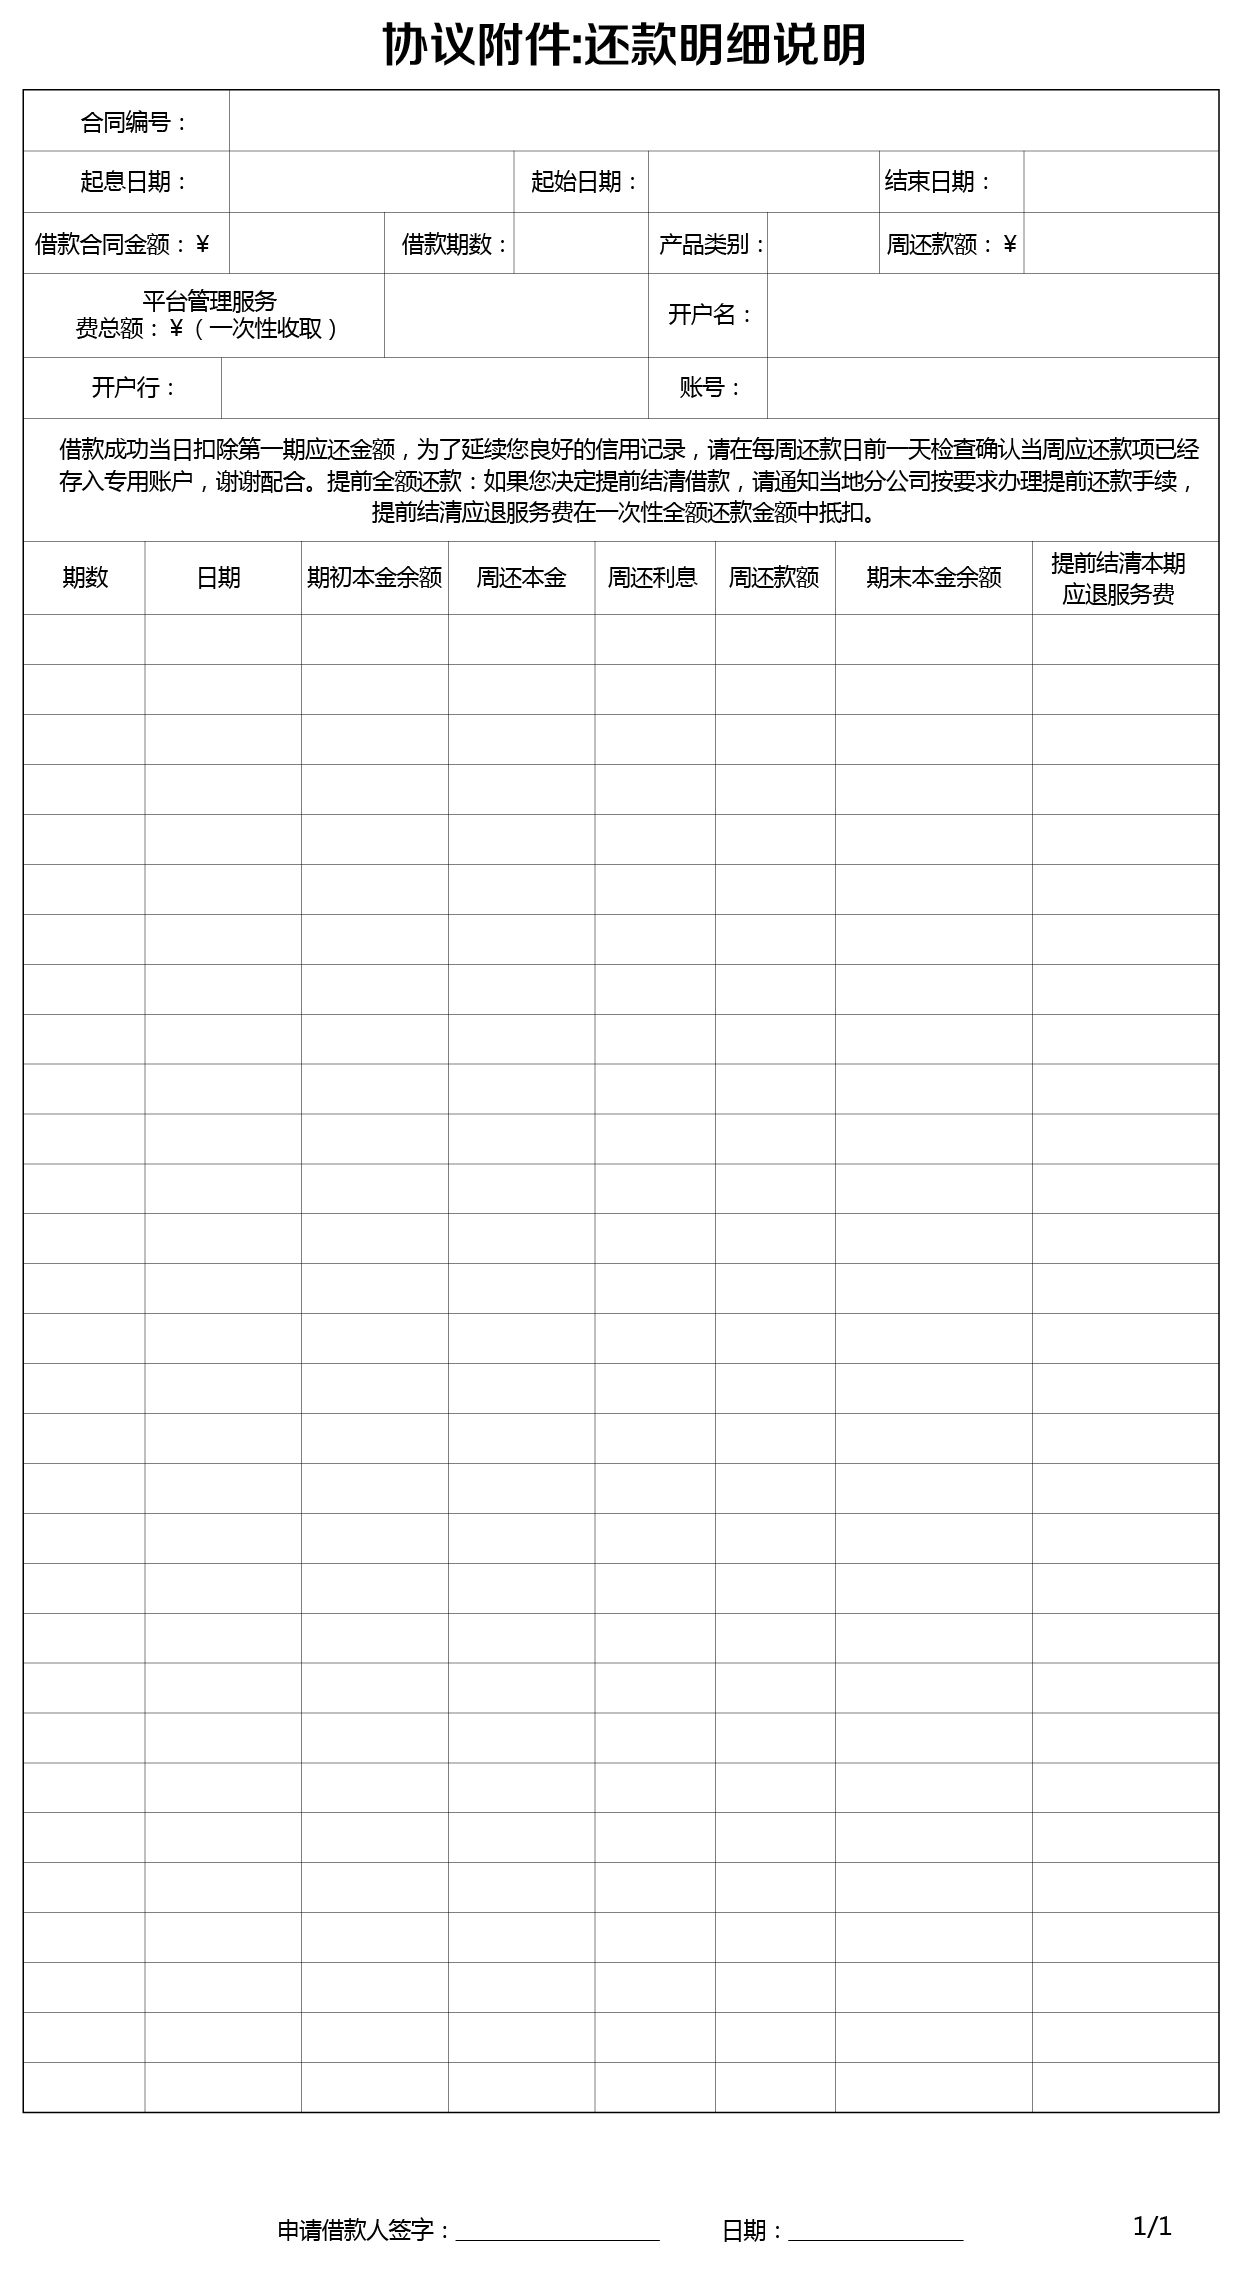 协议附件:还款明细说明
合同编号：
起息日期： 起始日期： 结束日期：
借款合同金额：¥ 借款期数： 产品类别： 周还款额：¥
平台管理服务
费总额：¥（一次性收取） 开户名：
开户行： 账号：
借款成功当日扣除第一期应还金额，为了延续您良好的信用记录，请在每周还款日前一天检查确认当周应还款项已经
存入专用账户，谢谢配合。提前全额还款：如果您决定提前结清借款，请通知当地分公司按要求办理提前还款手续，
提前结清应退服务费在一次性全额还款金额中抵扣。
期数 日期 期初本金余额 周还本金 周还利息 周还款额 期末本金余额 提前结清本期
应退服务费
申请借款人签字：________________ 日期：______________ 1/1